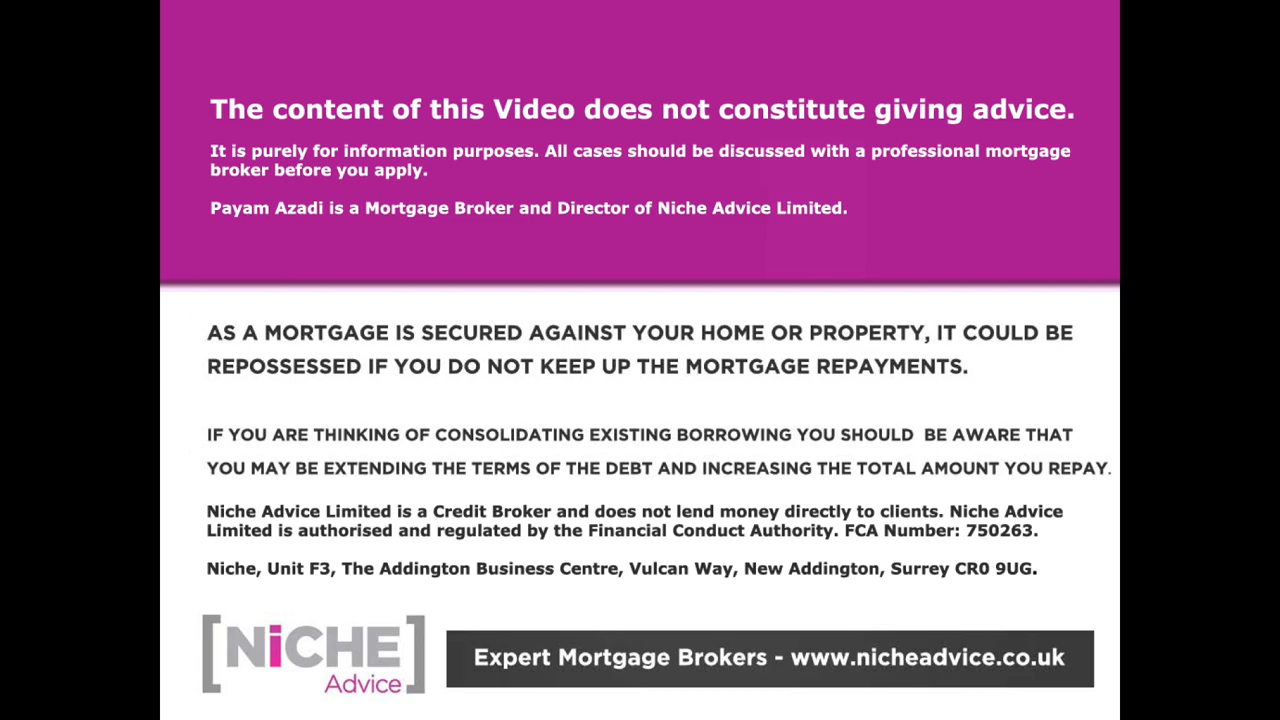 The content of this Video does not constitute giving advice.
It is purely for information purposes. All cases should be discussed with a professional mortgage
broker before you apply.
Payam Azadi is a Mortgage Broker and Director of Niche Advice Limited.
AS A MORTGAGE IS SECURED AGAINST YOUR HOME OR PROPERTY, IT COULD BE
REPOSSESSED IF YOU DO NOT KEEP UP THE MORTGAGE REPAYMENTS.
IF YOU ARE THINKING OF CONSOLIDATING EXISTING BORROWING YOU SHOULD  BE AWARE THAT
YOU MAY BE EXTENDING THE TERMS OF THE DEBT AND INCREASING THE TOTAL AMOUNT YOU REPAY.
Niche Advice Limited is a Credit Broker and does not lend money directly to clients. Niche Advice
Limited is authorised and regulated by the Financial Conduct Authority. FCA Number: 750263.
Niche, Unit F3, The Addington Business Centre, Vulcan Way, New Addington, Surrey CR0 9UG.
[NiCHE
Advice]
Expert Mortgage Brokers - www.nicheadvice.co.uk